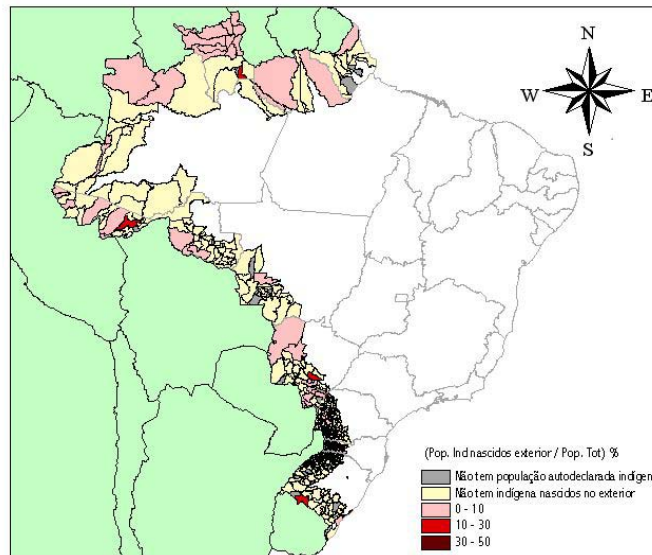 N
W E
S
(Pop. Ind nascidos exterior / Pop. Tot) %
Não tem população autodeclarada indígen
Não tem indígena nascidos no exterior
0 - 10
10 - 30
30 - 50